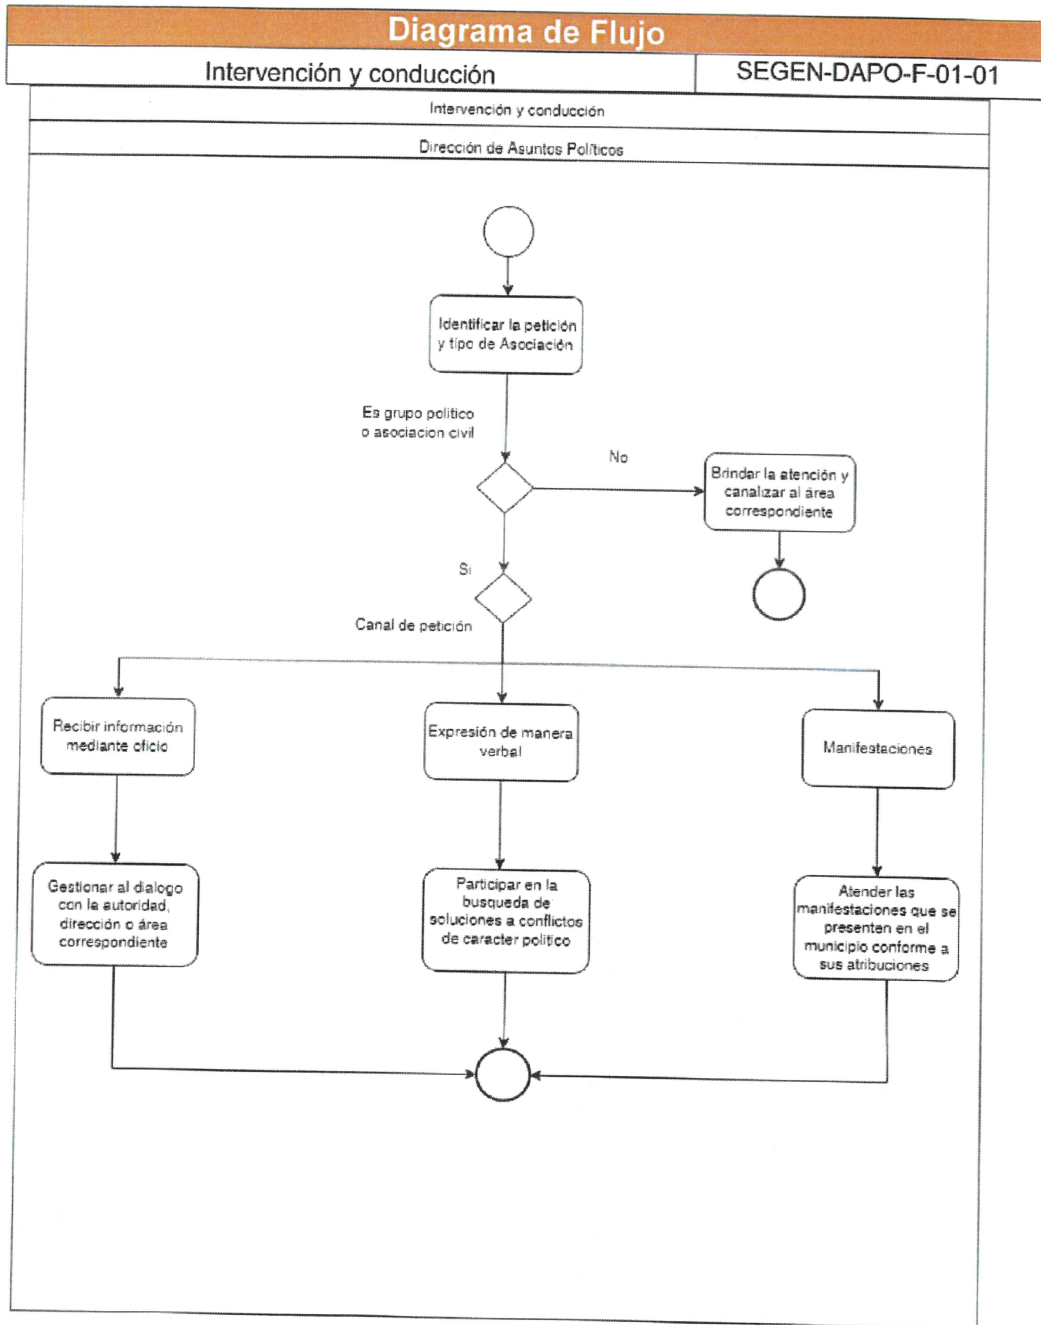 Diagrama de Flujo
Intervención y conducción
SEGEN-DAPO-F-01-01
Intervención y conducción
Dirección de Asuntos Políticos
Identificar la petición
y tipo de Asociación
Es grupo politico
o asociacion civil
No
Brindar la atención y
canalizar al área
correspondiente
Si
Canal de petición
Recibir información
mediante oficio
Expresión de manera
verbal
Manifestaciones
Gestionar al dialogo
con la autoridad,
dirección o área
correspondiente
Participar en la
busqueda de
soluciones a conflictos
de caracter político
Atender las
manifestaciones que se
presenten en el
municipio conforme a
sus atribuciones